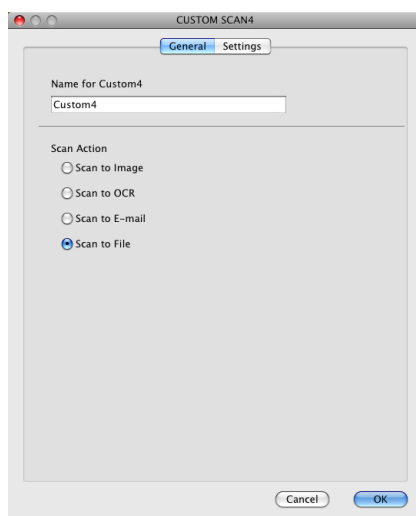 CUSTOM SCAN4
General Settings
Name for Custom4
Custom4
Scan Action
Scan to Image
Scan to OCR
Scan to E-mail
Scan to File
Cancel OK